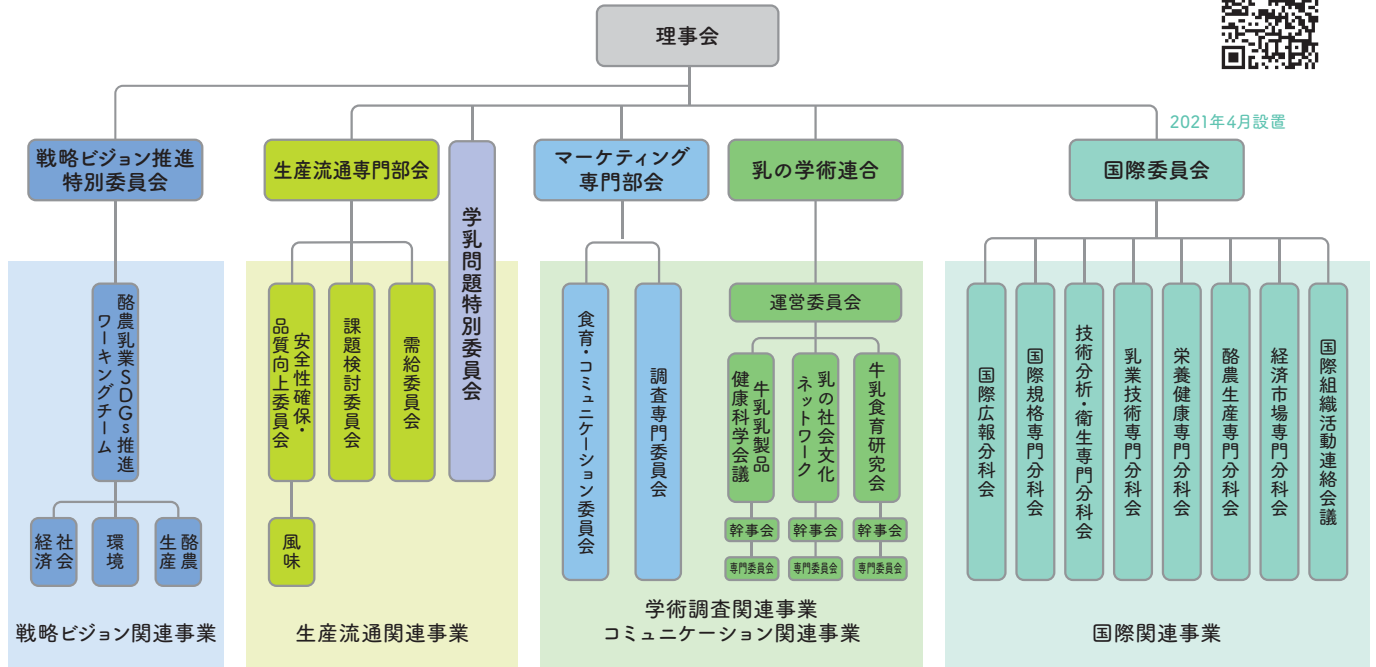 理事会
2021年4月設置
戦略ビジョン推進
特別委員会
生産流通専門部会
学乳問題特別委員会
マーケティング
専門部会
乳の学術連合
国際委員会
酪農乳業SDGs推進
ワーキングチーム
社会
経済
環境
酪農
生産
戦略ビジョン関連事業
安全性確保・
品質向上委員会
課題検討委員会
需給委員会
風味
生産流通関連事業
食育・コミュニケーション委員会
調査専門委員会
運営委員会
牛乳乳製品
健康科学会議
乳の社会文化
ネットワーク
牛乳食育研究会
幹事会
幹事会
幹事会
専門委員会
専門委員会
専門委員会
学術調査関連事業
コミュニケーション関連事業
国際広報分科会
国際規格専門分科会
技術分析・衛生専門分科会
乳業技術専門分科会
栄養健康専門分科会
酪農生産専門分科会
経済市場専門分科会
国際組織活動連絡会議
国際関連事業